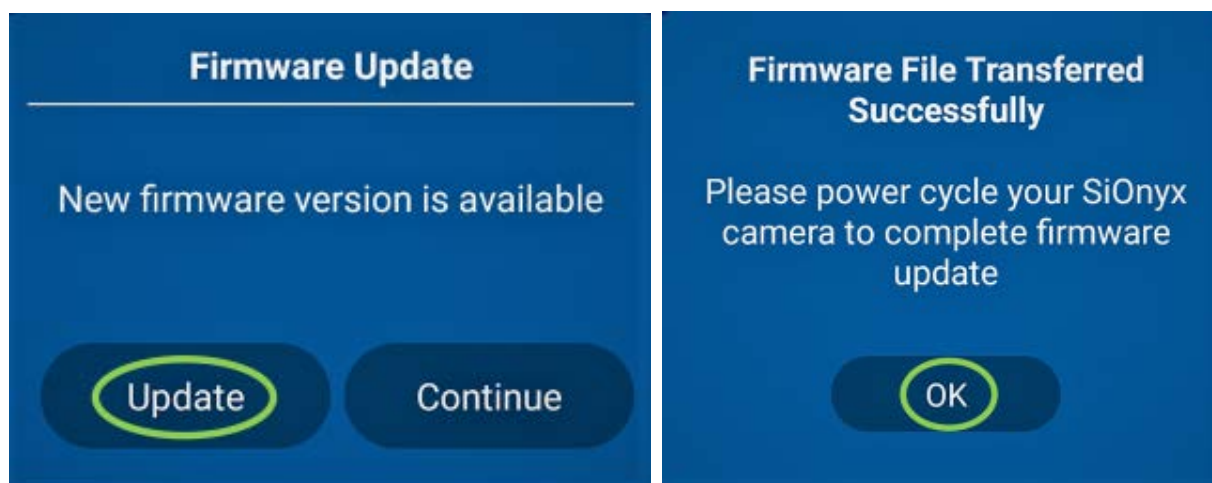 Firmware Update
New firmware version is available
Update
Continue
Firmware File Transferred
Successfully
Please power cycle your SiOnyx
camera to complete firmware
update
OK